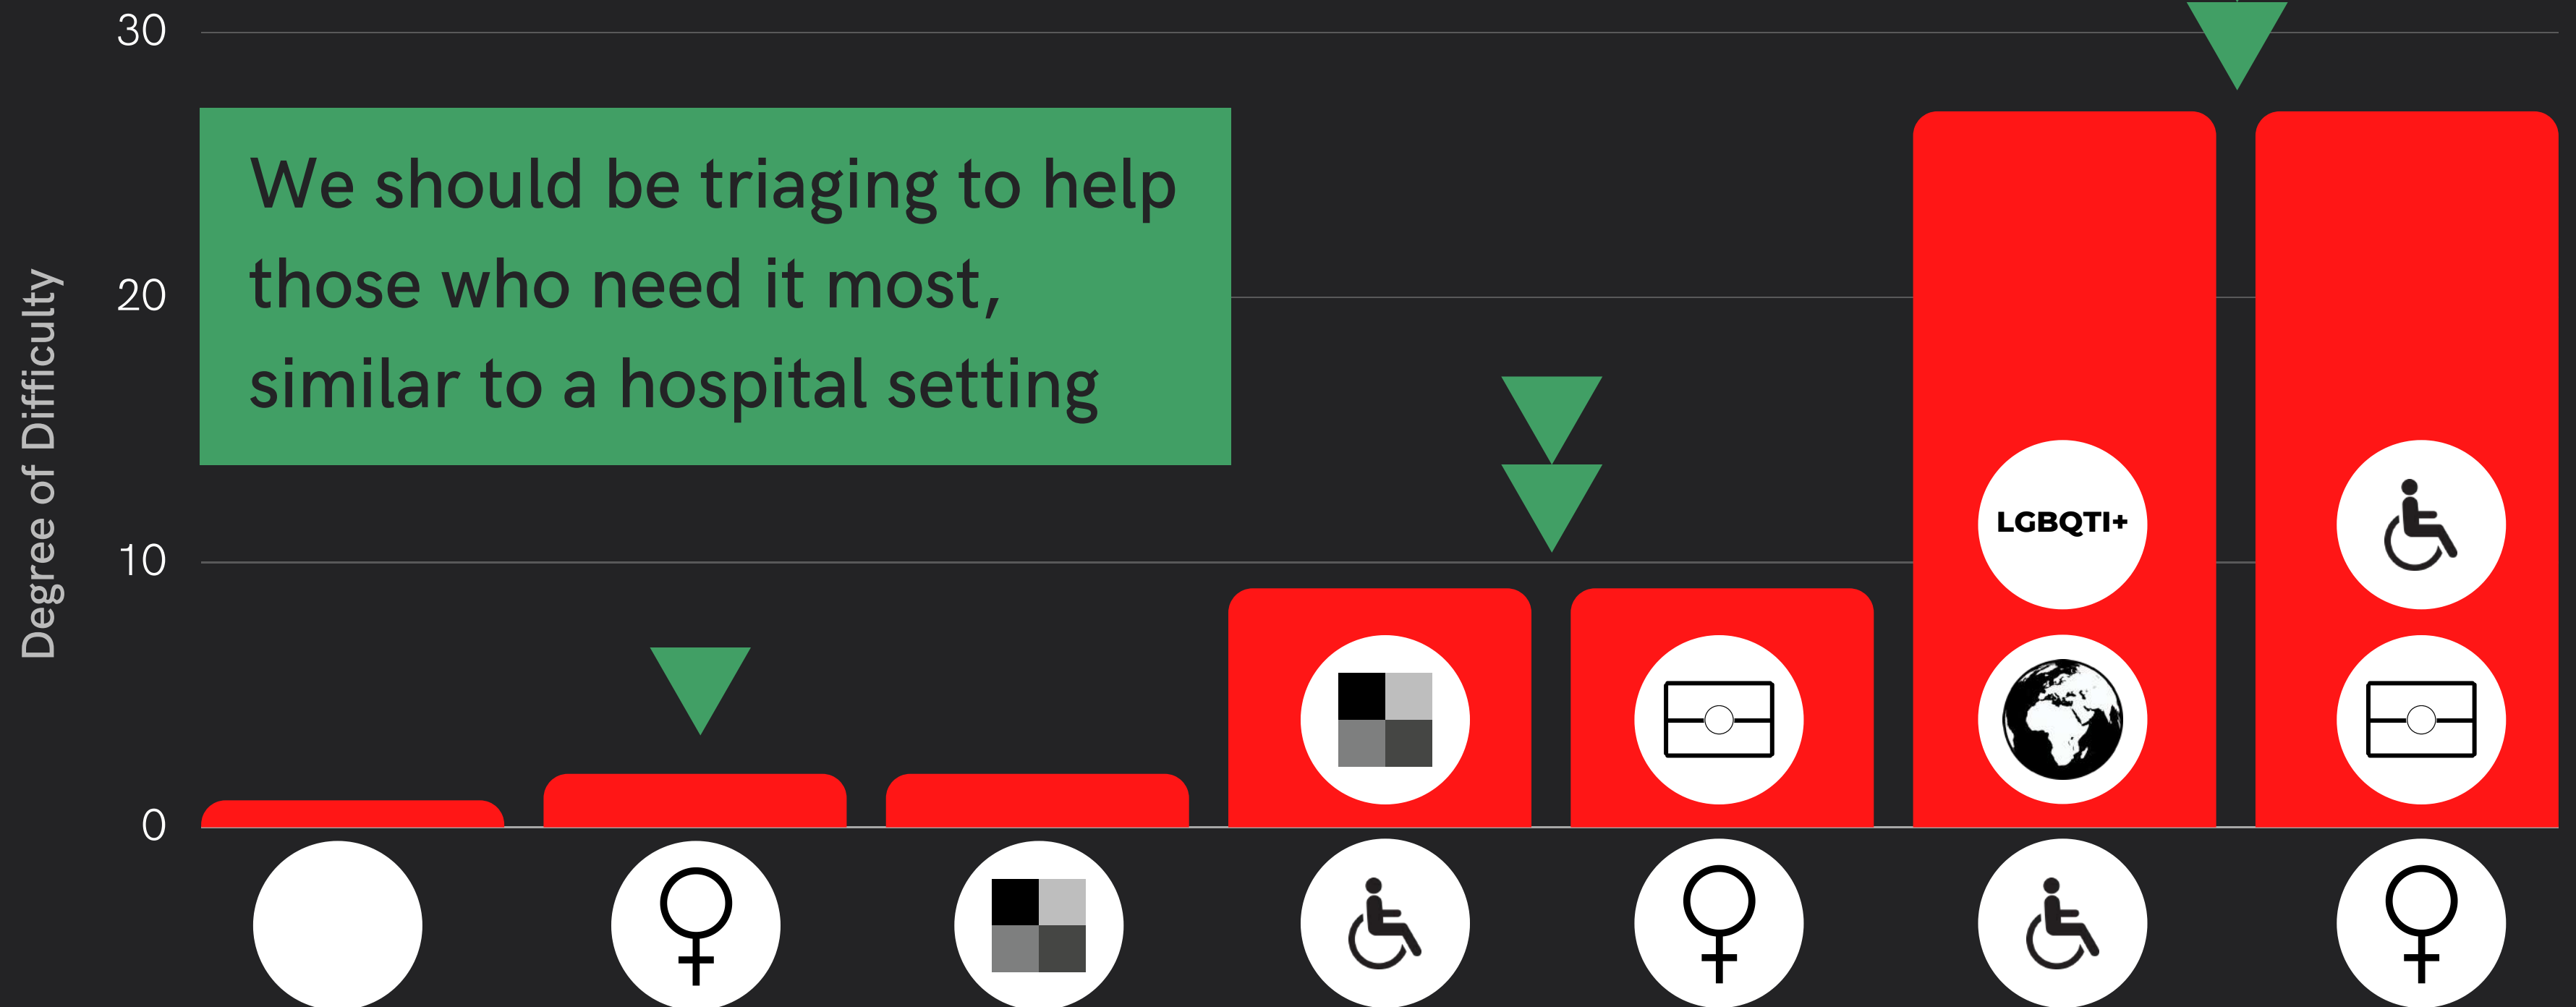 30
We should be triaging to help
those who need it most,
similar to a hospital setting
20
10
0
Degree of Difficulty
LGBQTI+